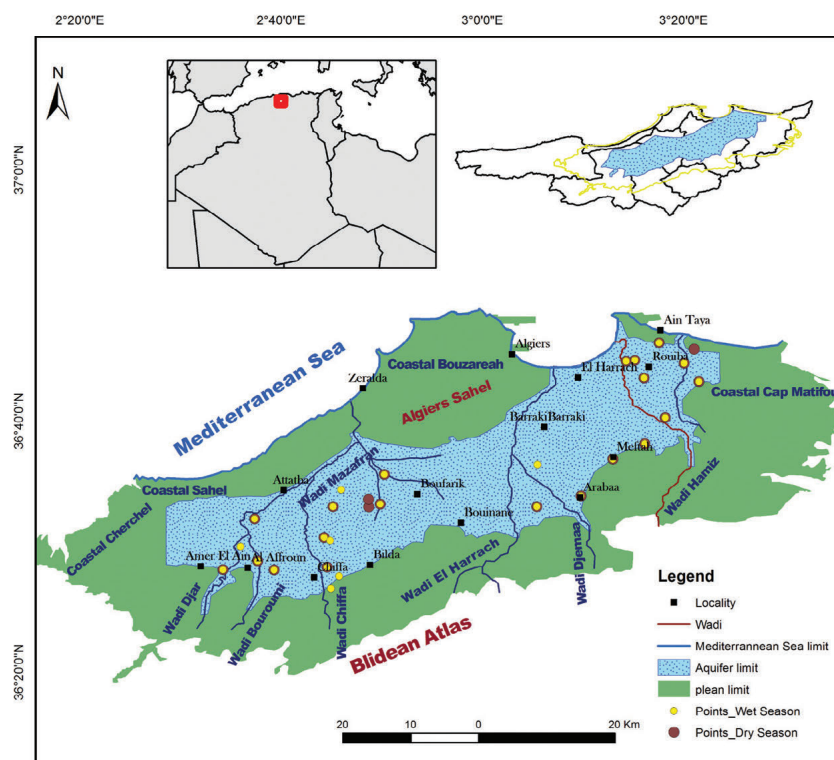 2°20'0"E 2°40'0"E 3°0'0"E 3°20'0"E
N
37°0'0"N
36°40'0"N
36°20'0"N
Mediterranean Sea
Ain Taya
Algiers
Coastal Bouzareah
Rouiba
El Harrach
Zeralda
Coastal Cap Matifou
Algiers Sahel
Barraki Barraki
Meftah
Wadi Mazafran
Attatba
Boufarik
Coastal Sahel
Arabaa
Wadi Hamiz
Bouinane
Coastal Cherchel
Amer El Ain
Al Affroun
Chiffa
Blida
Wadi El Harrach
Wadi Djemaa
Wadi Djar
Wadi Bouroumi
Wadi Chiffa
Blidean Atlas
Legend
Locality
Wadi
Mediterrannean Sea limit
Aquifer limit
plean limit
Points_Wet Season
Points_Dry Season
20 10 0 20 Km